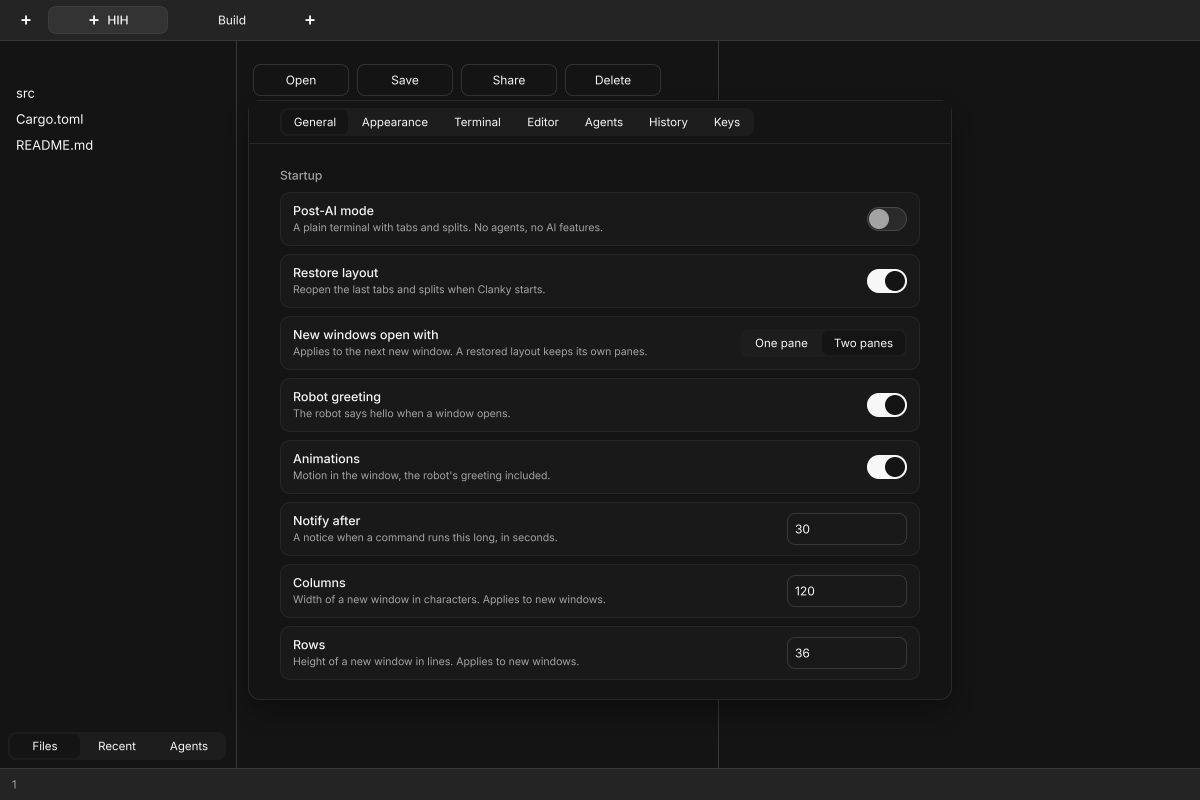 HIH
Build
Open
Save
Share
Delete
src
Cargo.toml
README.md
General
Appearance
Terminal
Editor
Agents
History
Keys
Startup
Post-AI mode
A plain terminal with tabs and splits. No agents, no AI features.
Restore layout
Reopen the last tabs and splits when Clanky starts.
New windows open with
Applies to the next new window. A restored layout keeps its own panes.
One pane
Two panes
Robot greeting
The robot says hello when a window opens.
Animations
Motion in the window, the robot's greeting included.
Notify after
A notice when a command runs this long, in seconds.
30
Columns
Width of a new window in characters. Applies to new windows.
120
Rows
Height of a new window in lines. Applies to new windows.
36
Files
Recent
Agents
1